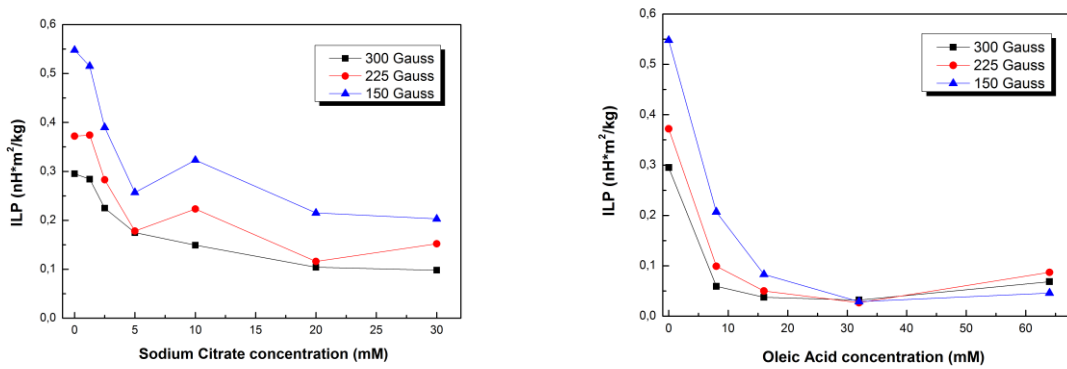 0,6
0,5
0,4
0,3
0,2
0,1
0,0
ILP (nH*m²/kg)
300 Gauss
225 Gauss
150 Gauss
0 5 10 15 20 25 30
Sodium Citrate concentration (mM)
0,6
0,5
0,4
0,3
0,2
0,1
0,0
ILP (nH*m²/kg)
300 Gauss
225 Gauss
150 Gauss
0 10 20 30 40 50 60
Oleic Acid concentration (mM)